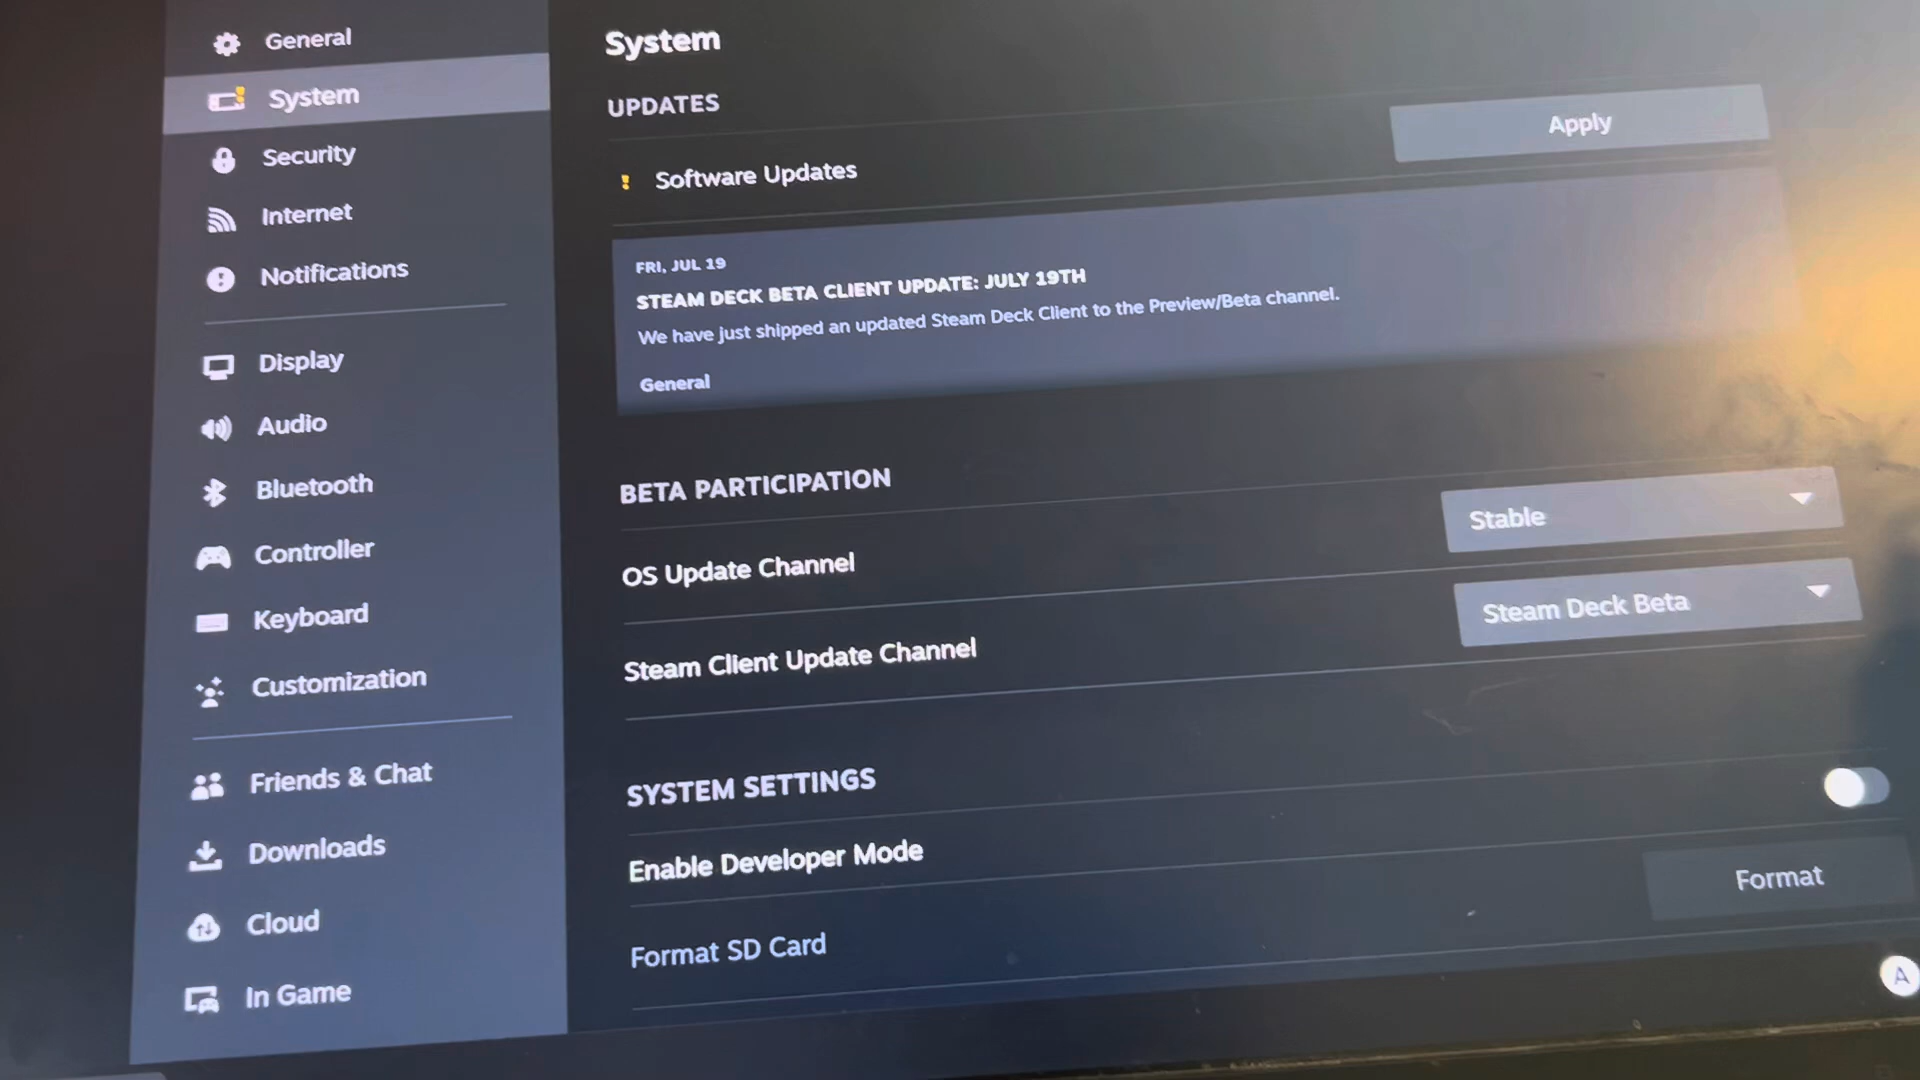 General
System
Security
Internet
Notifications
Display
Audio
Bluetooth
Controller
Keyboard
Customization
Friends & Chat
Downloads
Cloud
In Game
System
UPDATES
Software Updates
Apply
FRI, JUL 19
STEAM DECK BETA CLIENT UPDATE: JULY 19TH
We have just shipped an updated Steam Deck Client to the Preview/Beta channel.
General
BETA PARTICIPATION
OS Update Channel
Stable
Steam Client Update Channel
Steam Deck Beta
SYSTEM SETTINGS
Enable Developer Mode
Format SD Card
Format
A